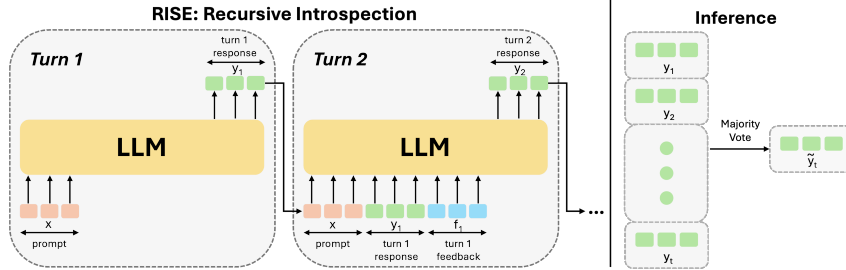 RISE: Recursive Introspection
Turn 1
turn 1
response
y1
LLM
x
prompt
Turn 2
turn 2
response
y2
LLM
x
y1
f1
prompt
turn 1
response
turn 1
feedback
...
Inference
y1
y2
yt
Majority
Vote
ỹt